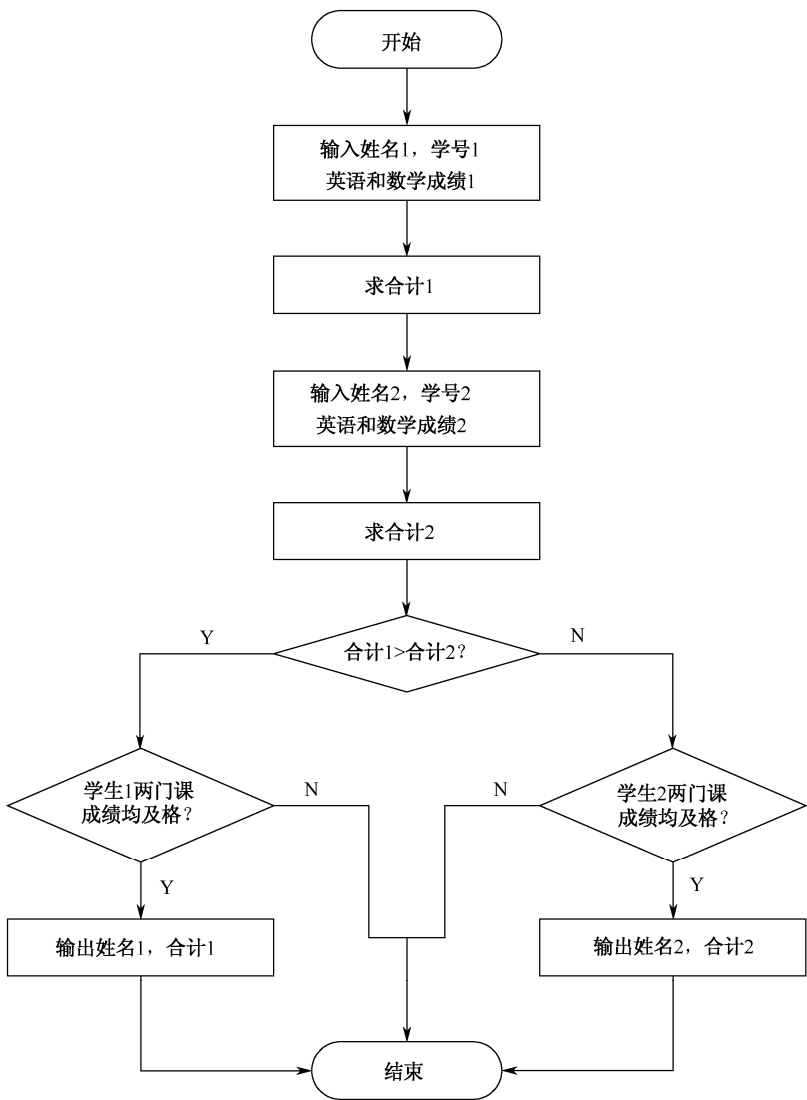 开始
输入姓名1，学号1
英语和数学成绩1
求合计1
输入姓名2，学号2
英语和数学成绩2
求合计2
Y
合计1>合计2?
N
学生1两门课
成绩均及格?
N
N
学生2两门课
成绩均及格?
Y
Y
输出姓名1，合计1
输出姓名2，合计2
结束